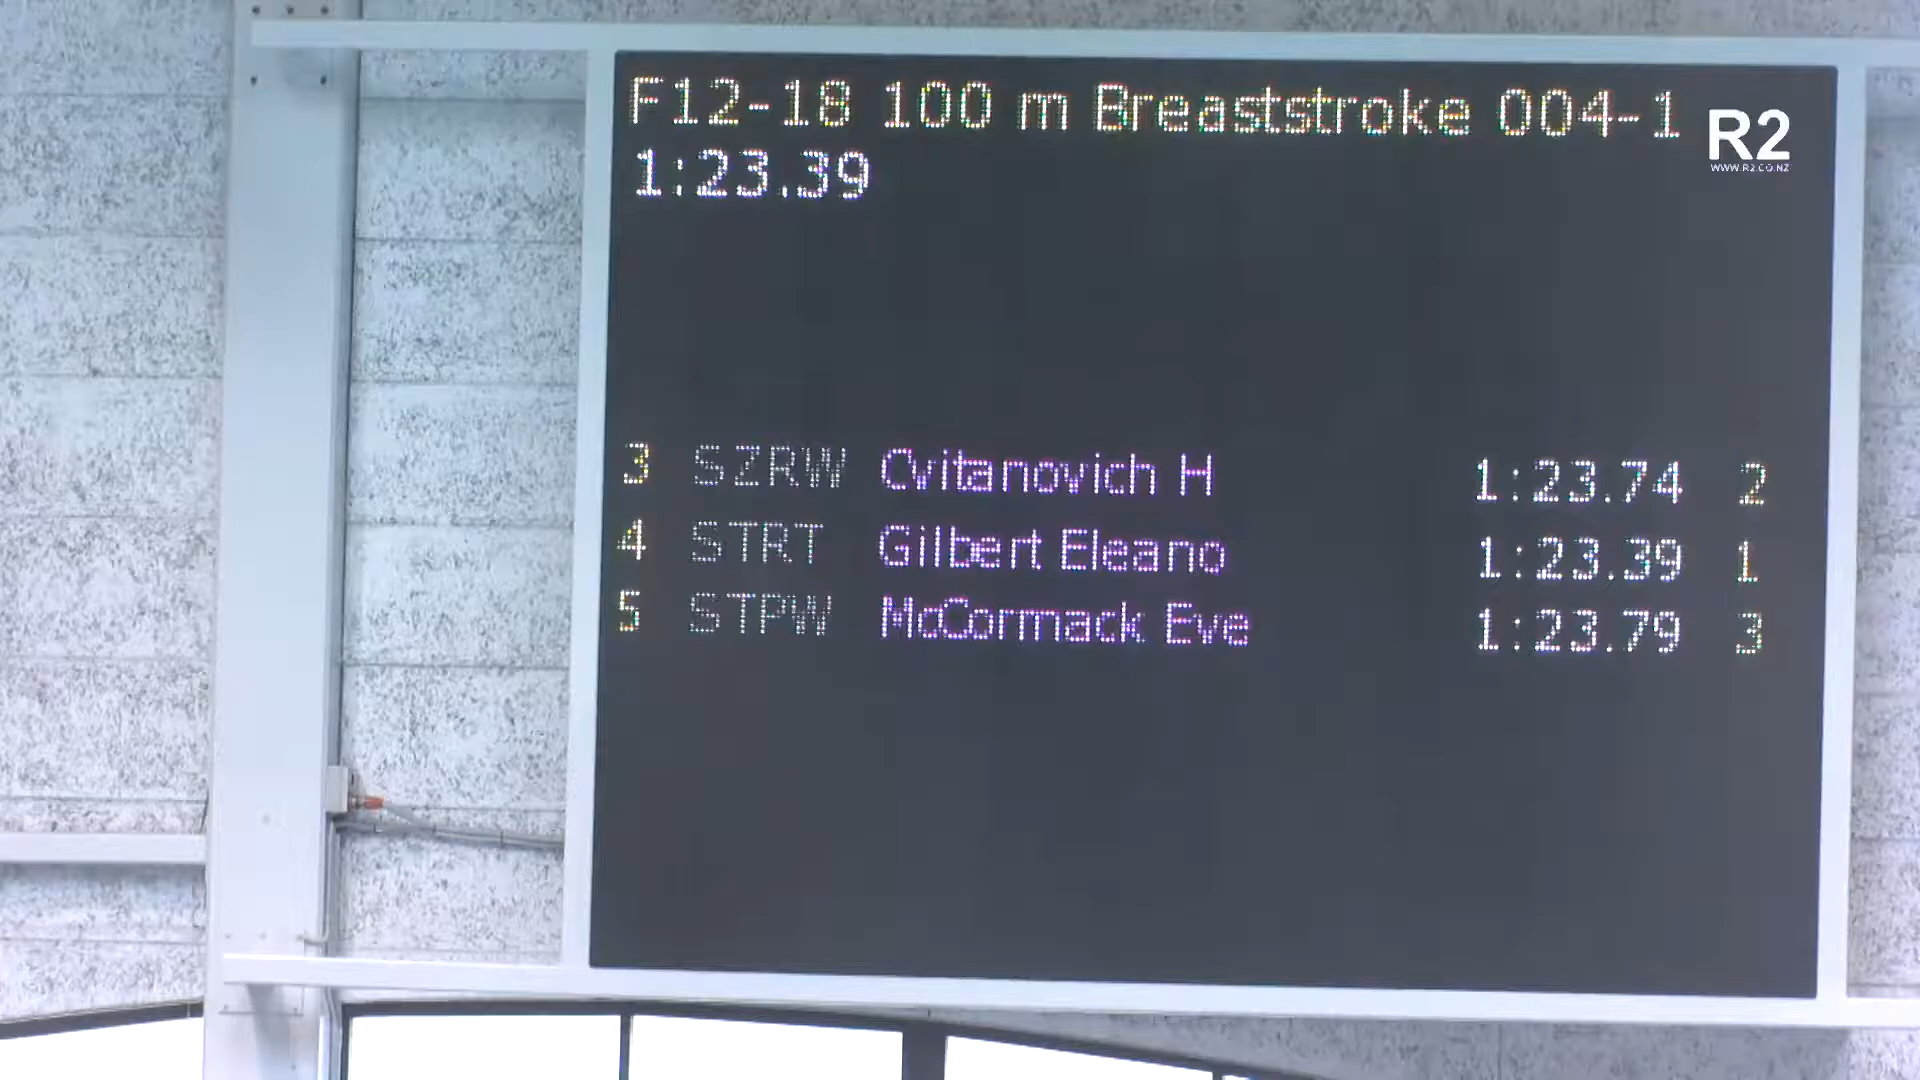 F12-18 100 m Breaststroke 004-1
1:23.39
R2
WWW.R2.CO.NZ
3 SZRW Cvitanovich H 1:23.74 2
4 STRT Gilbert Eleano 1:23.39 1
5 STPW McCormack Eve 1:23.79 3